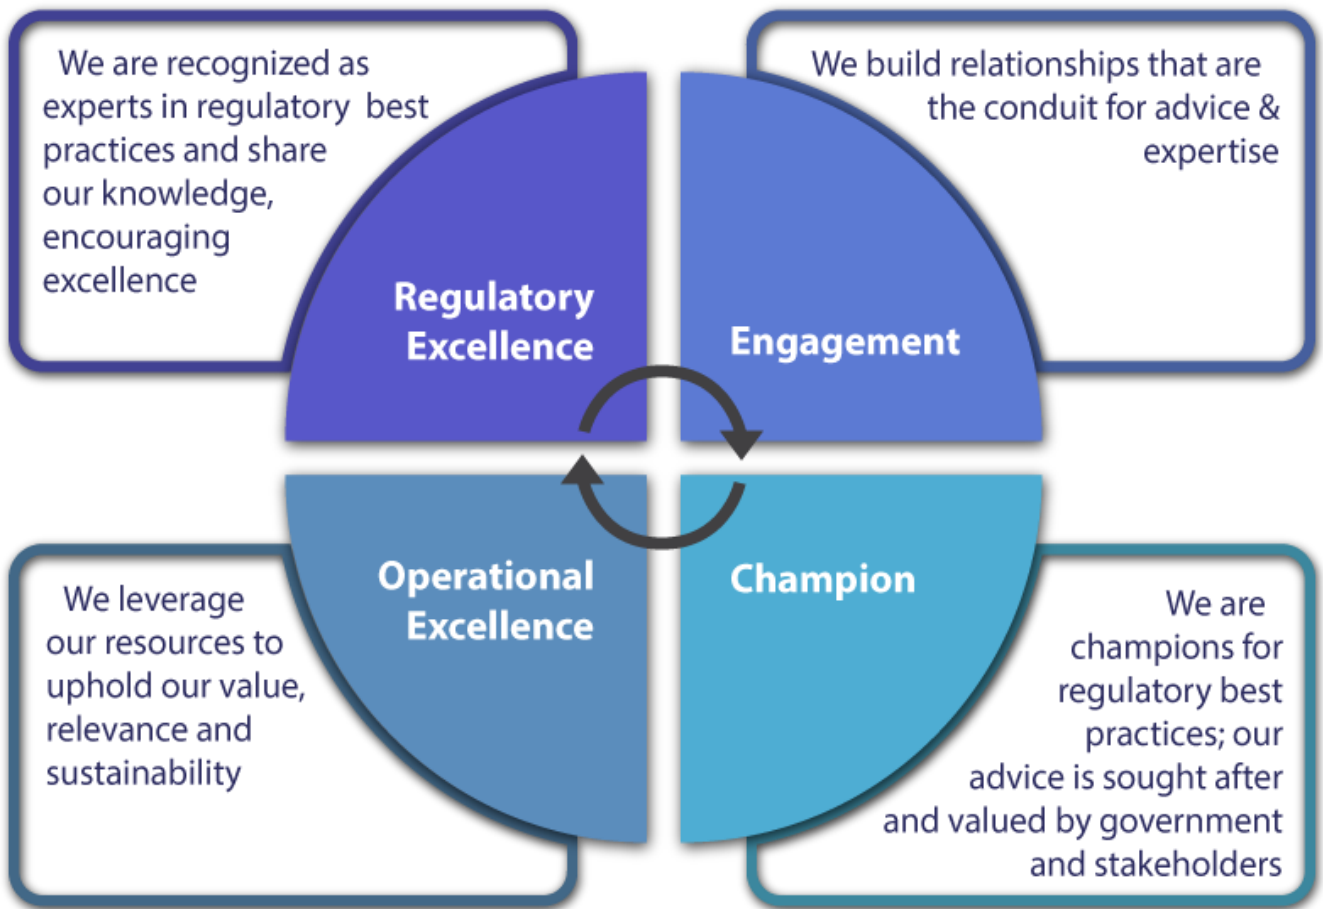 We are recognized as
experts in regulatory best
practices and share
our knowledge,
encouraging
excellence
Regulatory
Excellence
We build relationships that are
the conduit for advice &
expertise
Engagement
Operational
Excellence
We leverage
our resources to
uphold our value,
relevance and
sustainability
Champion
We are
champions for
regulatory best
practices; our
advice is sought after
and valued by government
and stakeholders